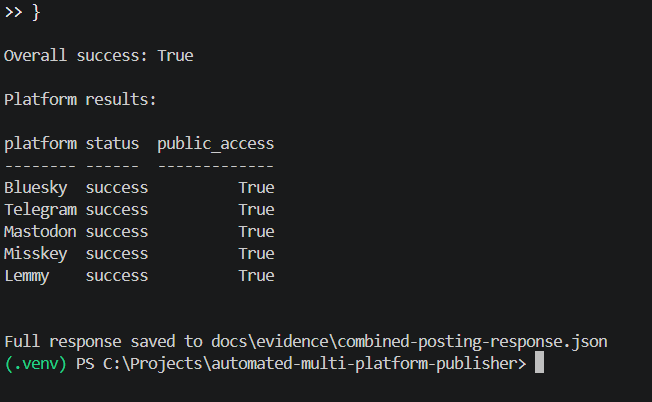 >> }
Overall success: True
Platform results:
platform status  public_access
-------- ------  -------------
Bluesky  success          True
Telegram success          True
Mastodon success          True
Misskey  success          True
Lemmy    success          True
Full response saved to docs\evidence\combined-posting-response.json
(.venv) PS C:\Projects\automated-multi-platform-publisher>